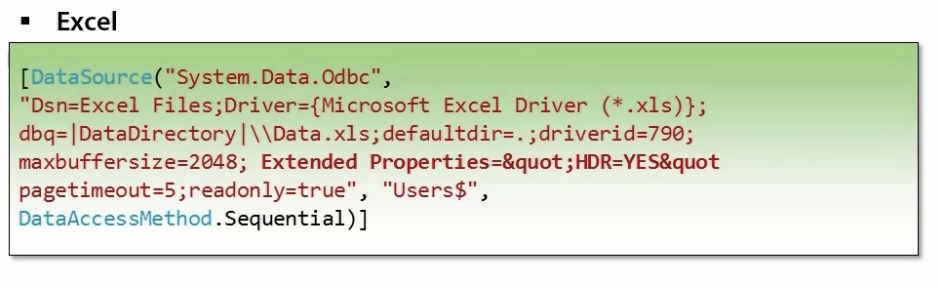 ▪ Excel
[DataSource("System.Data.Odbc",
"Dsn=Excel Files;Driver={Microsoft Excel Driver (*.xls)};
dbq=|DataDirectory|\\Data.xls;defaultdir=.;driverid=790;
maxbuffersize=2048; Extended Properties=&quot;HDR=YES&quot
pagetimeout=5;readonly=true", "Users$",
DataAccessMethod.Sequential)]